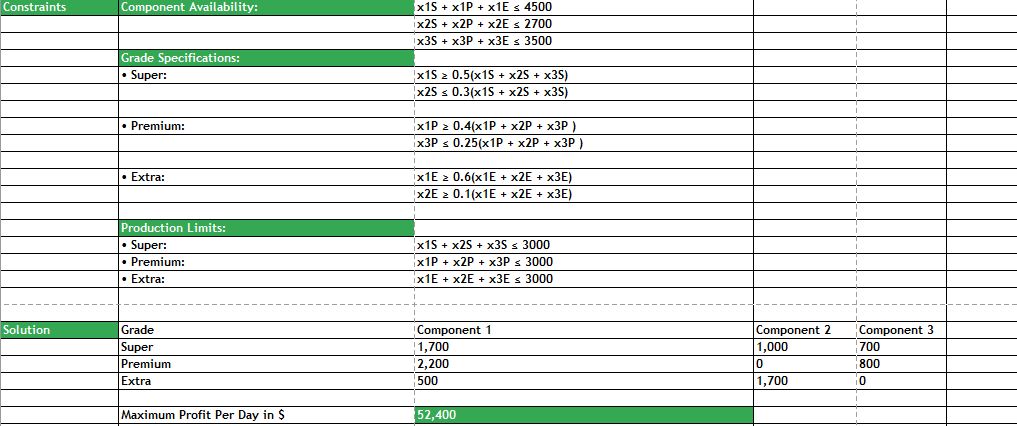 Constraints Component Availability: x1S + x1P + x1E ≤ 4500
x2S + x2P + x2E ≤ 2700
x3S + x3P + x3E ≤ 3500
Grade Specifications:
• Super: x1S ≥ 0.5(x1S + x2S + x3S)
x2S ≤ 0.3(x1S + x2S + x3S)
• Premium: x1P ≥ 0.4(x1P + x2P + x3P )
x3P ≤ 0.25(x1P + x2P + x3P )
• Extra: x1E ≥ 0.6(x1E + x2E + x3E)
x2E ≥ 0.1(x1E + x2E + x3E)
Production Limits:
• Super: x1S + x2S + x3S ≤ 3000
• Premium: x1P + x2P + x3P ≤ 3000
• Extra: x1E + x2E + x3E ≤ 3000
Solution Grade Component 1 Component 2 Component 3
Super 1,700 1,000 700
Premium 2,200 0 800
Extra 500 1,700 0
Maximum Profit Per Day in $ 52,400